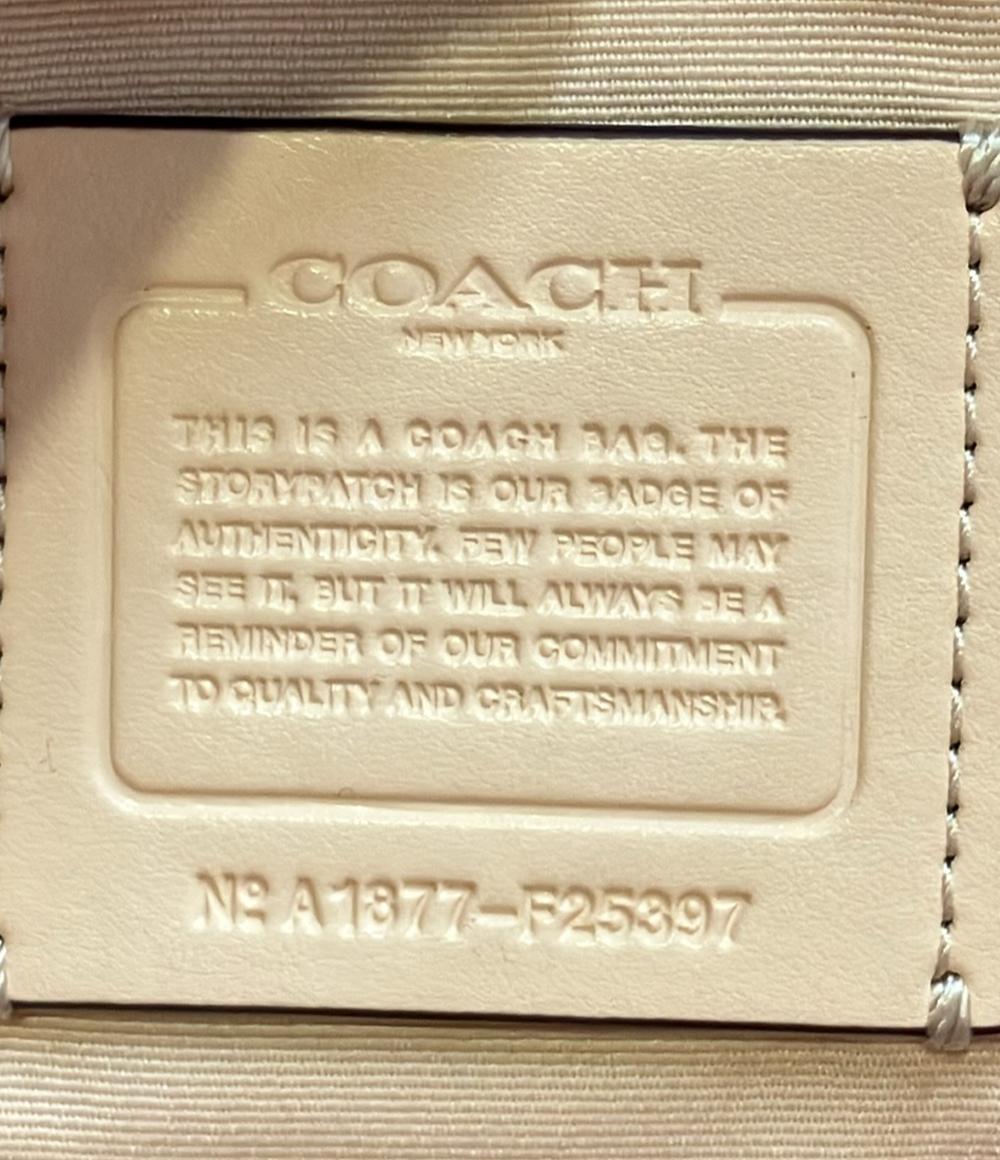 COACH
NEW YORK
THIS IS A COACH BAG. THE
STORYPATCH IS OUR BADGE OF
AUTHENTICITY. FEW PEOPLE MAY
SEE IT, BUT IT WILL ALWAYS BE A
REMINDER OF OUR COMMITMENT
TO QUALITY AND CRAFTSMANSHIP.
Nº A1877-F25397